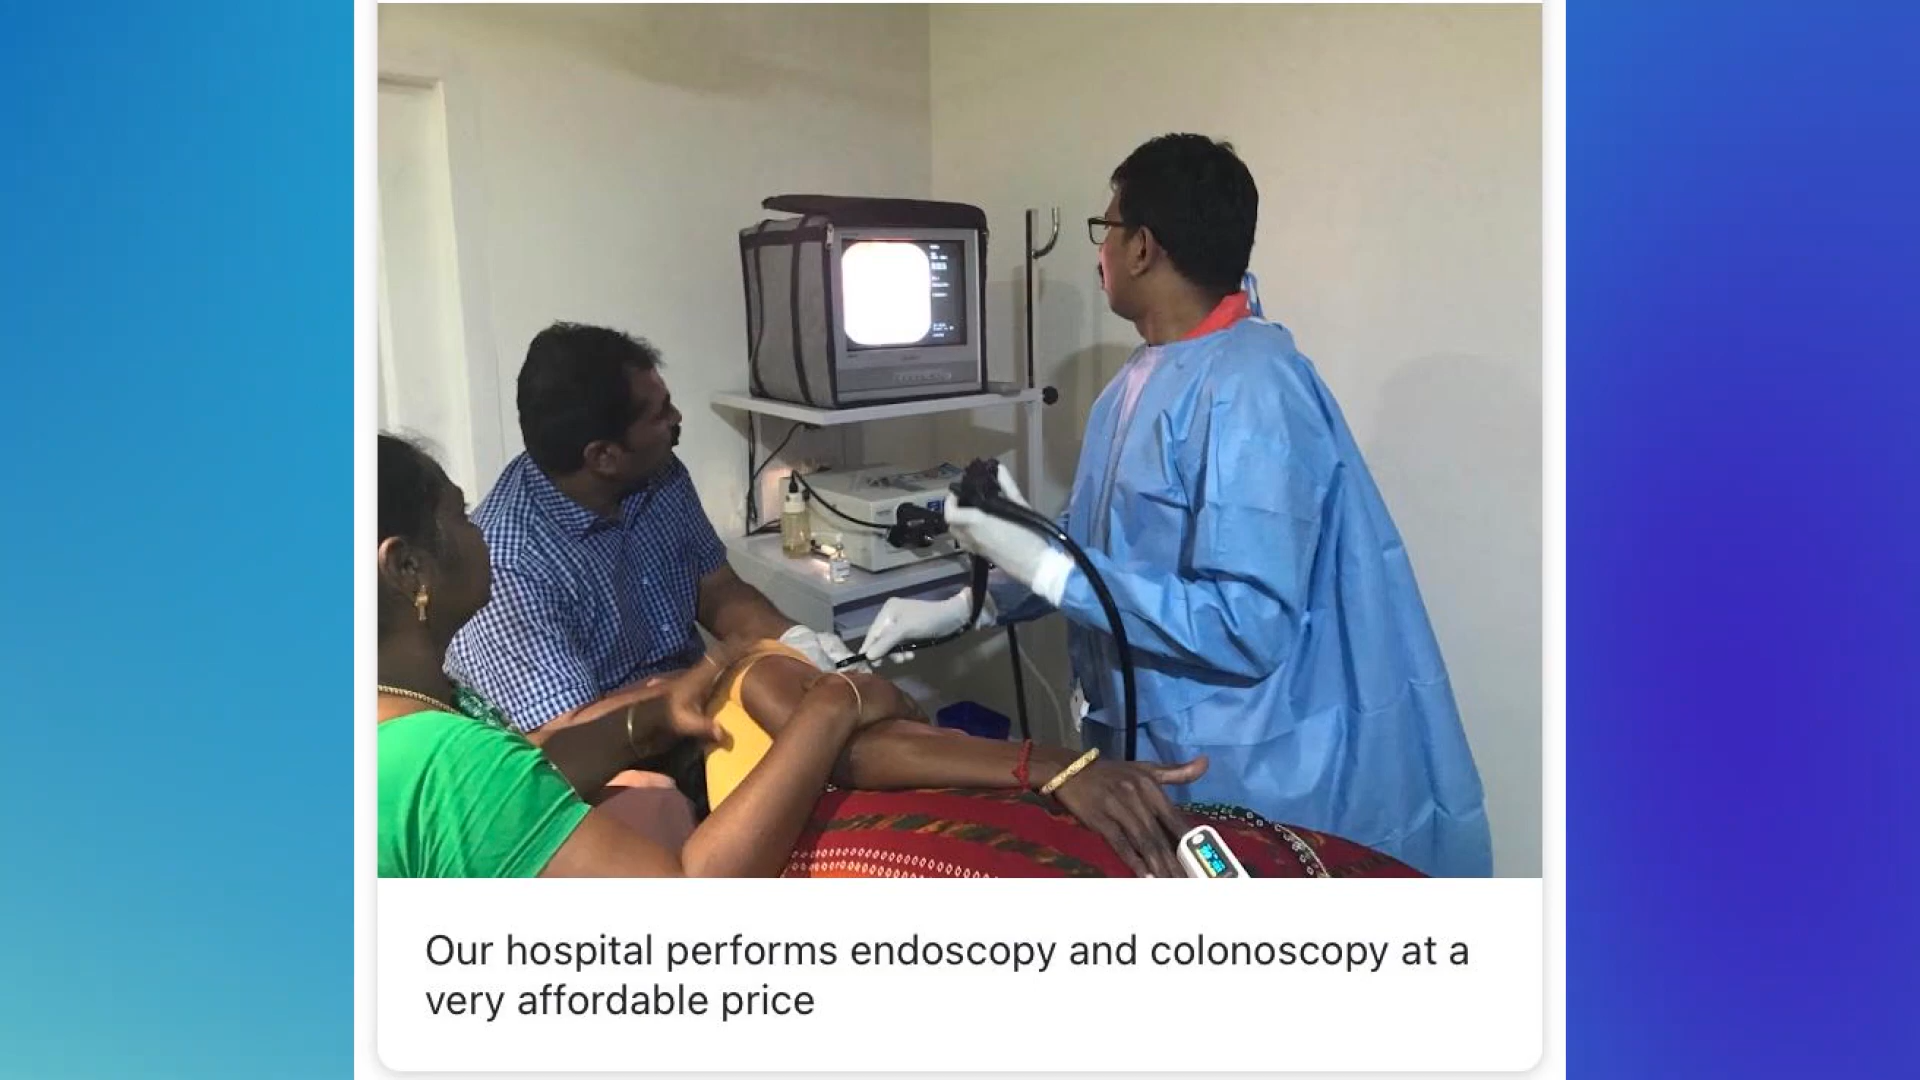 Our hospital performs endoscopy and colonoscopy at a
very affordable price